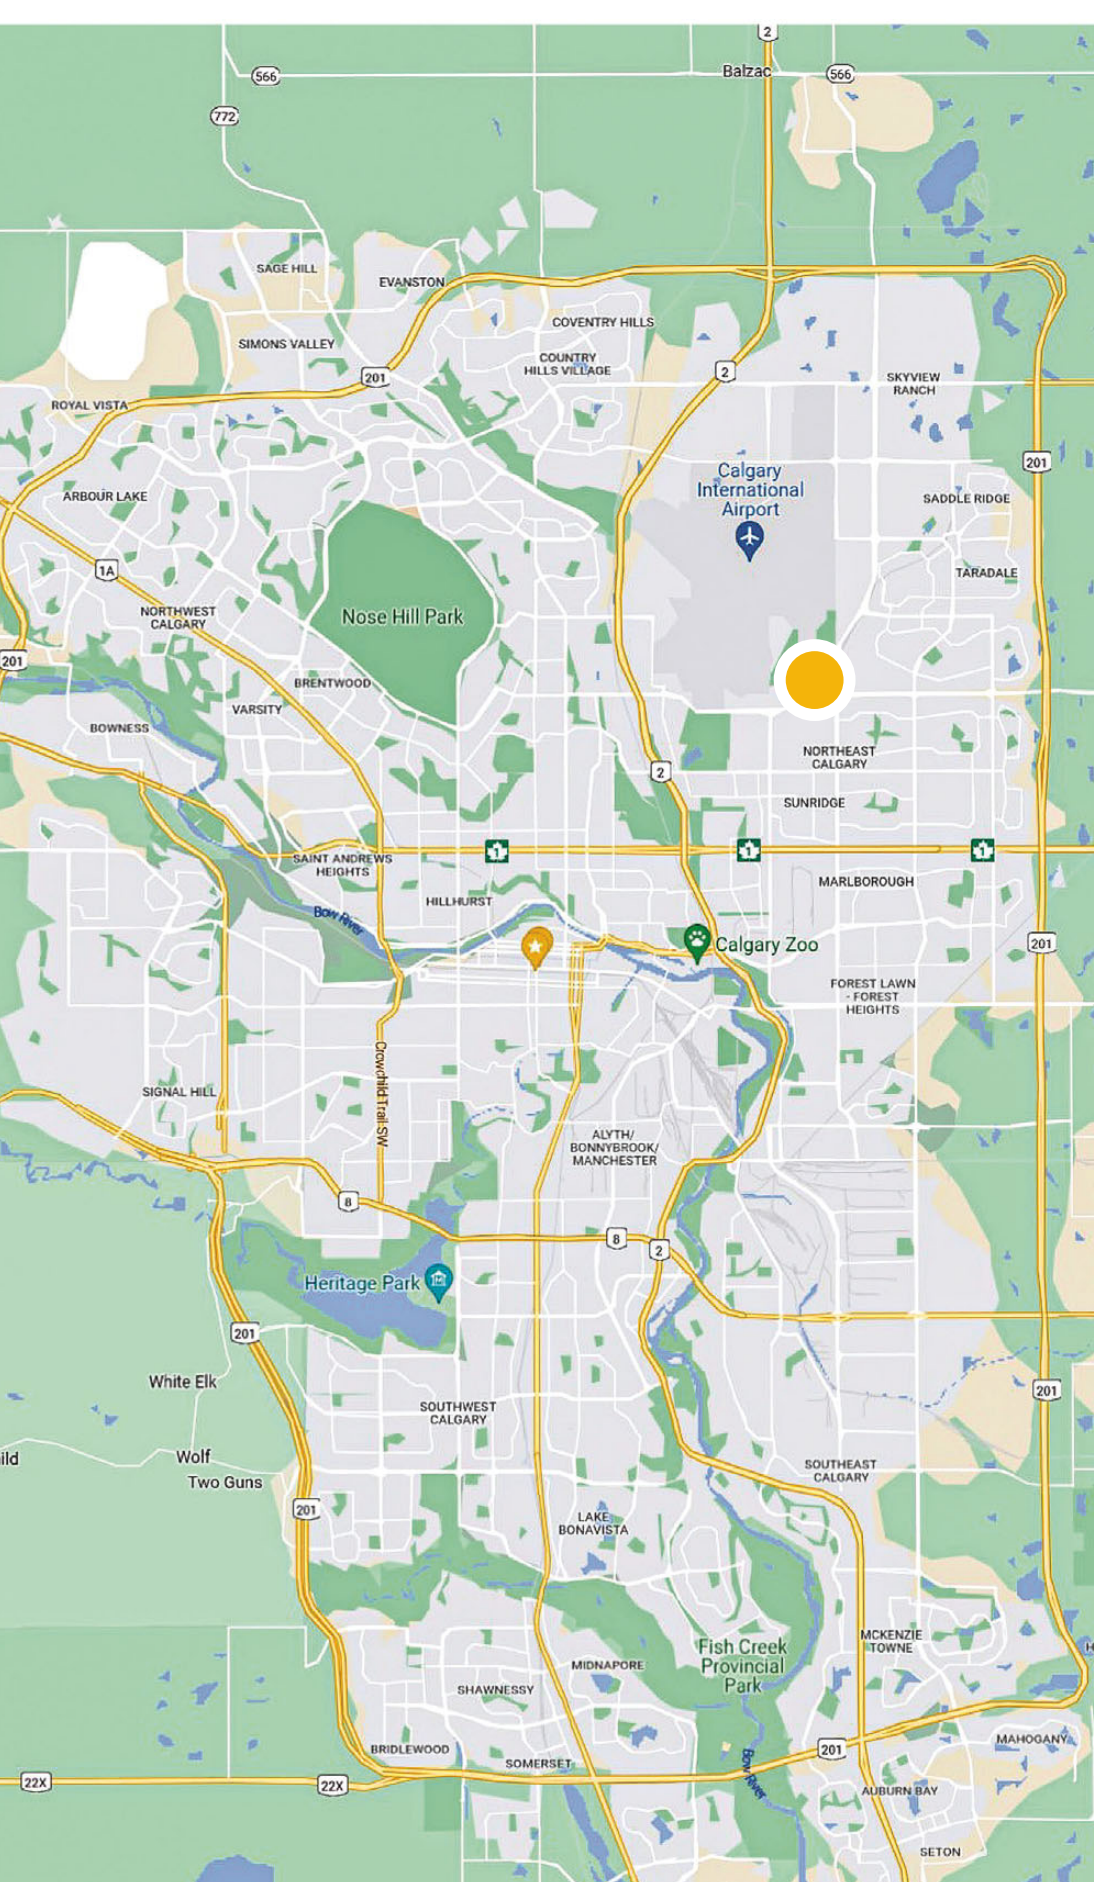 2
Balzac
566
566
772
SAGE HILL
EVANSTON
COVENTRY HILLS
SIMONS VALLEY
COUNTRY
HILLS VILLAGE
2
201
SKYVIEW
RANCH
ROYAL VISTA
201
Calgary
International
Airport
ARBOUR LAKE
SADDLE RIDGE
1A
TARADALE
NORTHWEST
CALGARY
Nose Hill Park
201
BRENTWOOD
VARSITY
BOWNESS
NORTHEAST
CALGARY
2
SUNRIDGE
1
1
1
SAINT ANDREWS
HEIGHTS
MARLBOROUGH
HILLHURST
Bow River
Calgary Zoo
201
FOREST LAWN
- FOREST
HEIGHTS
Crowchild Trail SW
SIGNAL HILL
ALYTH/
BONNYBROOK/
MANCHESTER
8
8
2
Heritage Park
201
White Elk
201
SOUTHWEST
CALGARY
ild
Wolf
Two Guns
SOUTHEAST
CALGARY
201
LAKE
BONAVISTA
MCKENZIE
TOWNE
H
Fish Creek
Provincial
Park
MIDNAPORE
SHAWNESSY
MAHOGANY
BRIDLEWOOD
201
SOMERSET
Bow River
22X
22X
AUBURN BAY
SETON